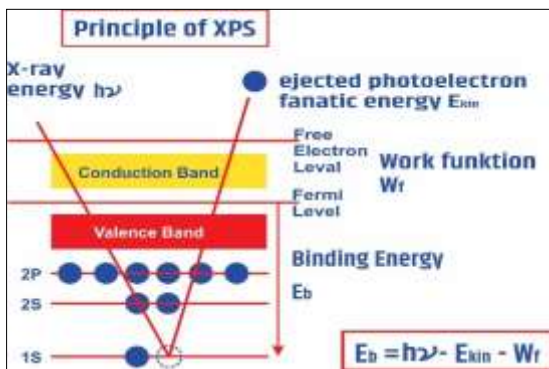 Principle of XPS
X-ray
energy hν
ejected photoelectron
fanatic energy Ekin
Free
Electron
Leval
Work funktion
Wf
Conduction Band
Fermi
Level
Valence Band
Binding Energy
Eb
2P
2S
1S
Eb = hν - Ekin - Wf